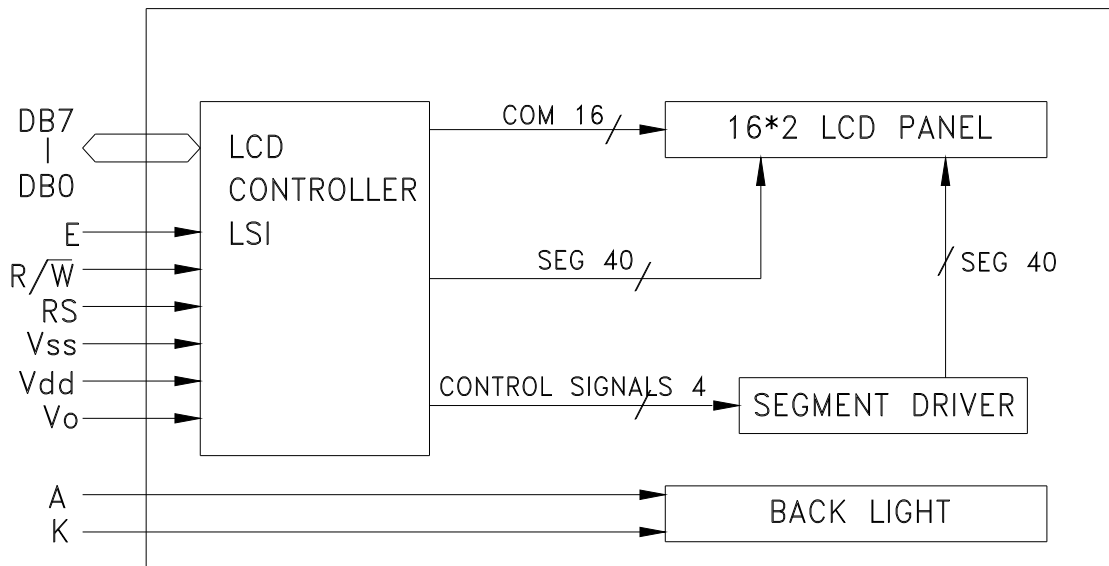 DB7
DB0
E
R/W̅
RS
Vss
Vdd
Vo
A
K
LCD
CONTROLLER
LSI
COM 16
SEG 40
CONTROL SIGNALS 4
16*2 LCD PANEL
SEG 40
SEGMENT DRIVER
BACK LIGHT